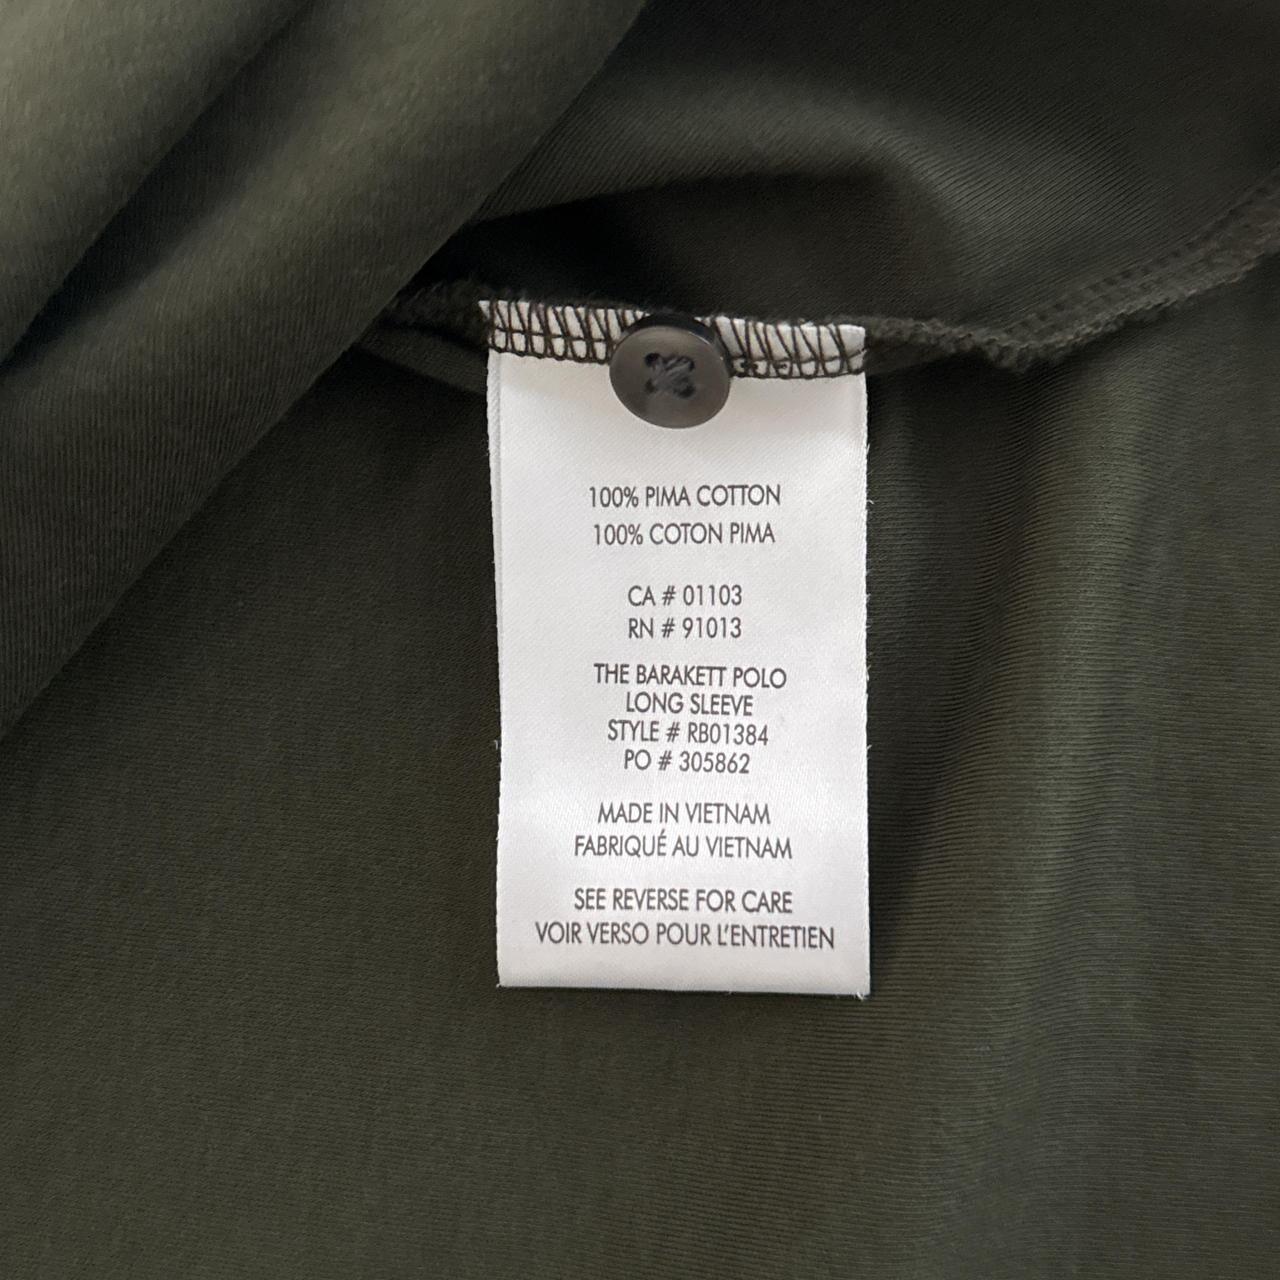 100% PIMA COTTON
100% COTON PIMA
CA # 01103
RN # 91013
THE BARAKETT POLO
LONG SLEEVE
STYLE # RB01384
PO # 305862
MADE IN VIETNAM
FABRIQUÉ AU VIETNAM
SEE REVERSE FOR CARE
VOIR VERSO POUR L'ENTRETIEN